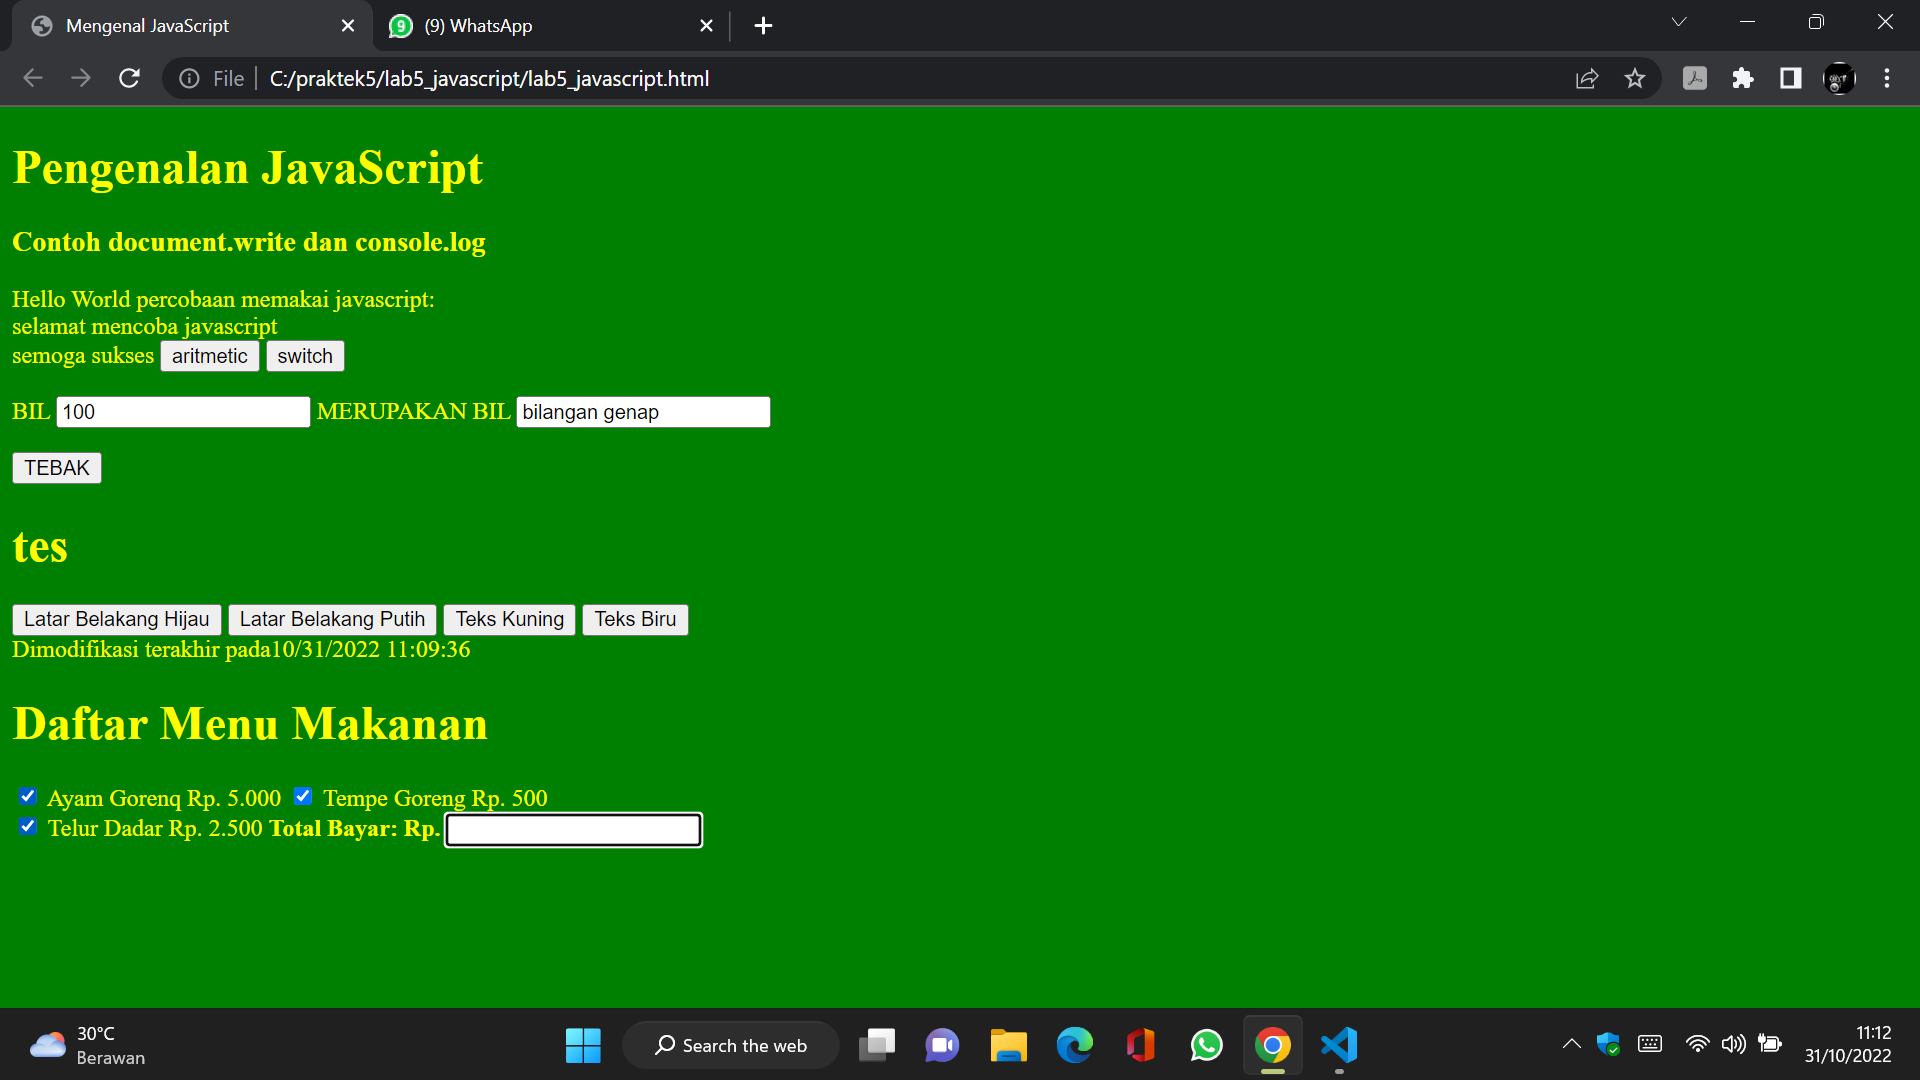 Mengenal JavaScript
(9) WhatsApp
File C:/praktek5/lab5_javascript/lab5_javascript.html
Pengenalan JavaScript
Contoh document.write dan console.log
Hello World percobaan memakai javascript:
selamat mencoba javascript
semoga sukses aritmetic switch
BIL 100 MERUPAKAN BIL bilangan genap
TEBAK
tes
Latar Belakang Hijau Latar Belakang Putih Teks Kuning Teks Biru
Dimodifikasi terakhir pada10/31/2022 11:09:36
Daftar Menu Makanan
Ayam Gorenq Rp. 5.000 Tempe Goreng Rp. 500
Telur Dadar Rp. 2.500 Total Bayar: Rp.
30°C
Berawan
Search the web
11:12
31/10/2022